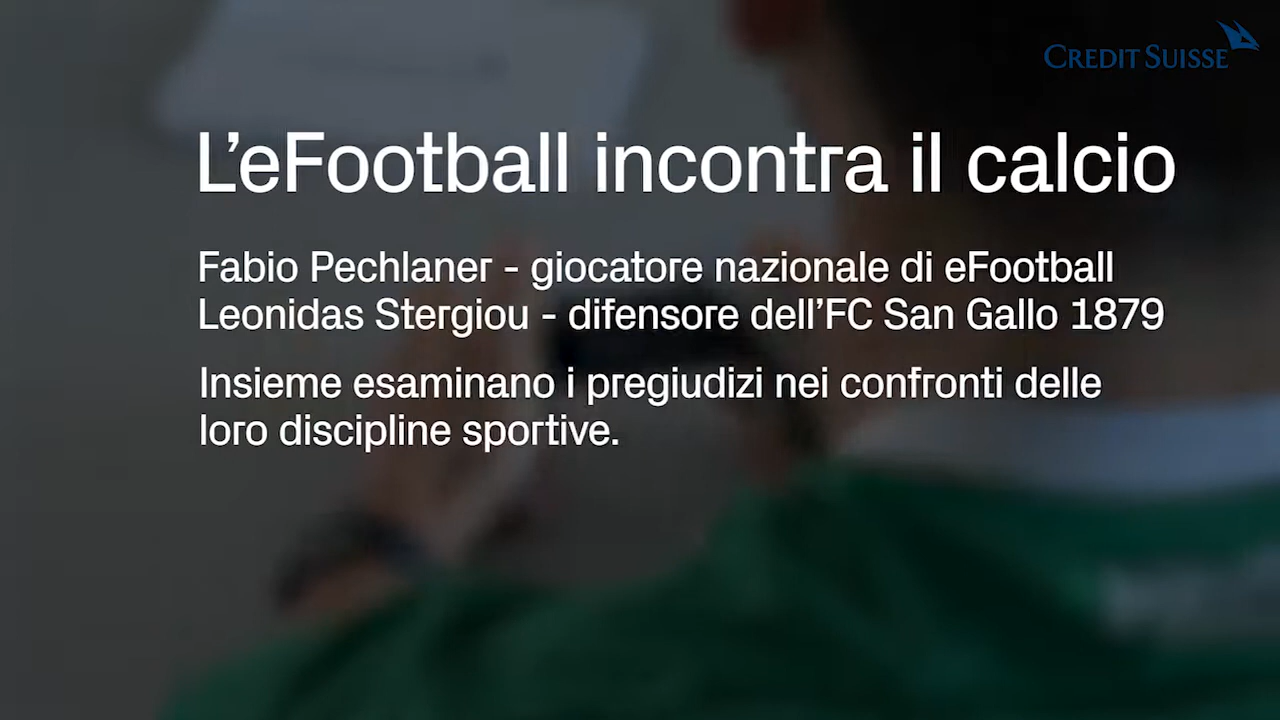 CREDIT SUISSE
L’eFootball incontra il calcio
Fabio Pechlaner - giocatore nazionale di eFootball
Leonidas Stergiou - difensore dell’FC San Gallo 1879
Insieme esaminano i pregiudizi nei confronti delle
loro discipline sportive.